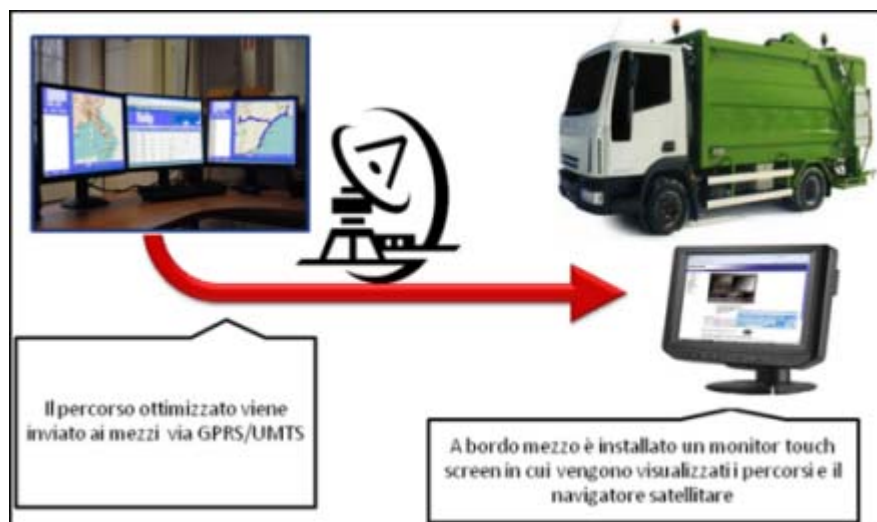 Il percorso ottimizzato viene
inviato ai mezzi via GPRS/UMTS
A bordo mezzo è installato un monitor touch
screen in cui vengono visualizzati i percorsi e il
navigatore satellitare